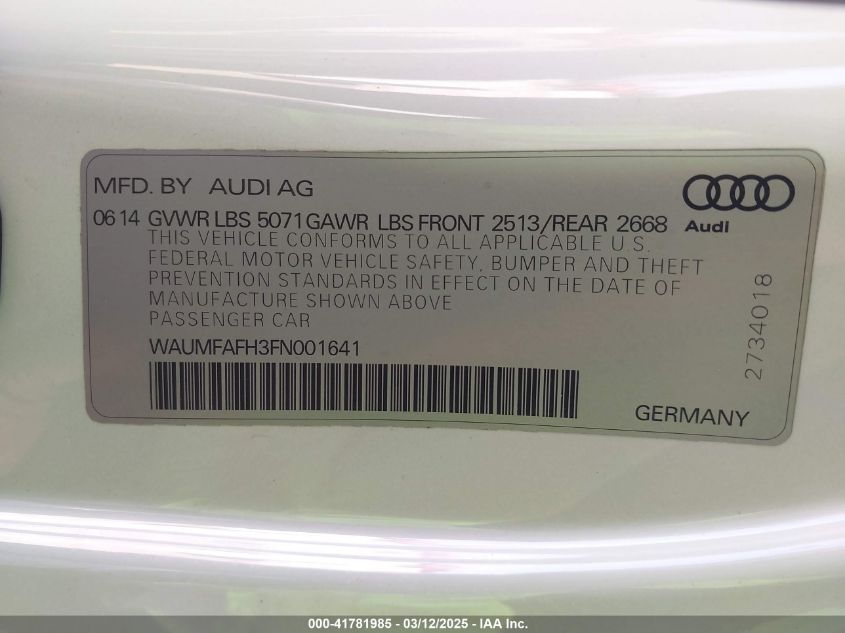 MFD. BY AUDI AG
0614 GVWR LBS 5071 GAWR LBS FRONT 2513/REAR 2668
Audi
THIS VEHICLE CONFORMS TO ALL APPLICABLE U.S.
FEDERAL MOTOR VEHICLE SAFETY, BUMPER AND THEFT
PREVENTION STANDARDS IN EFFECT ON THE DATE OF
MANUFACTURE SHOWN ABOVE
PASSENGER CAR
WAUMFAFH3FN001641
2734018
GERMANY
000-41781985 - 03/12/2025 - IAA Inc.